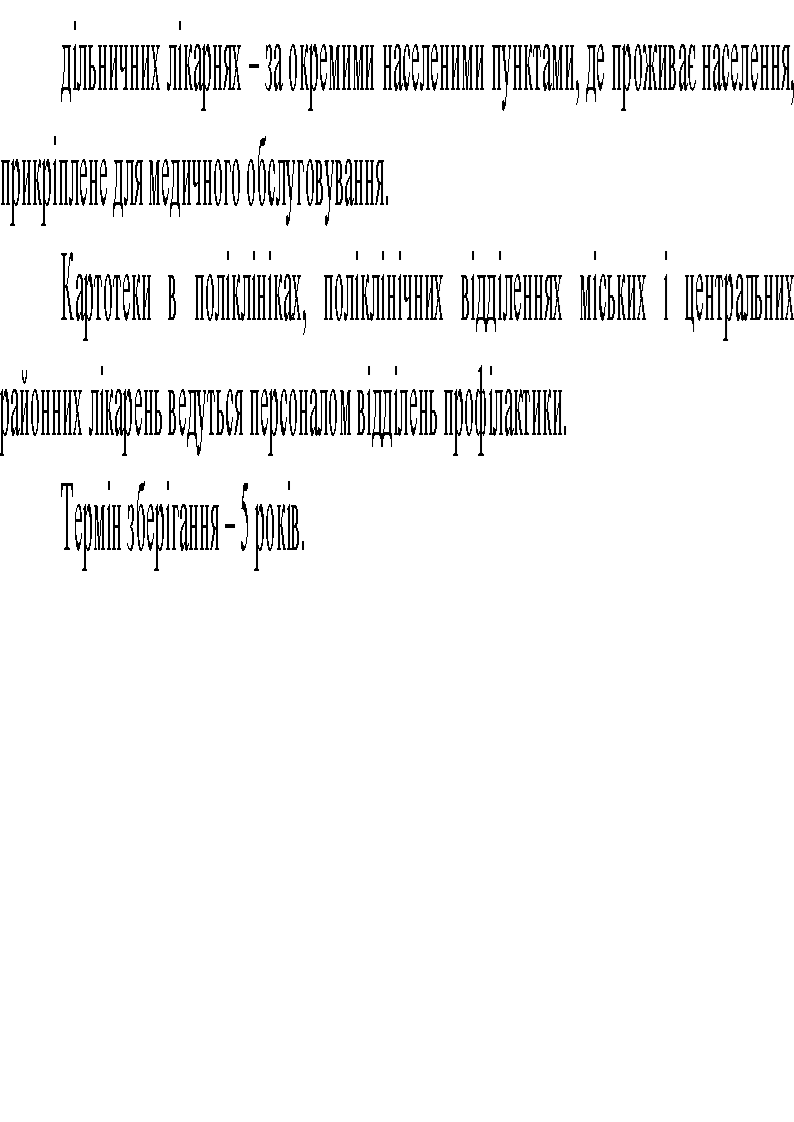 дільничних лікарнях – за окремими населеними пунктами, де проживає населення,
прикріплене для медичного обслуговування.
Картотеки в поліклініках, поліклінічних відділеннях міських і центральних
районних лікарень ведуться персоналом відділень профілактики.
Термін зберігання – 5 років.